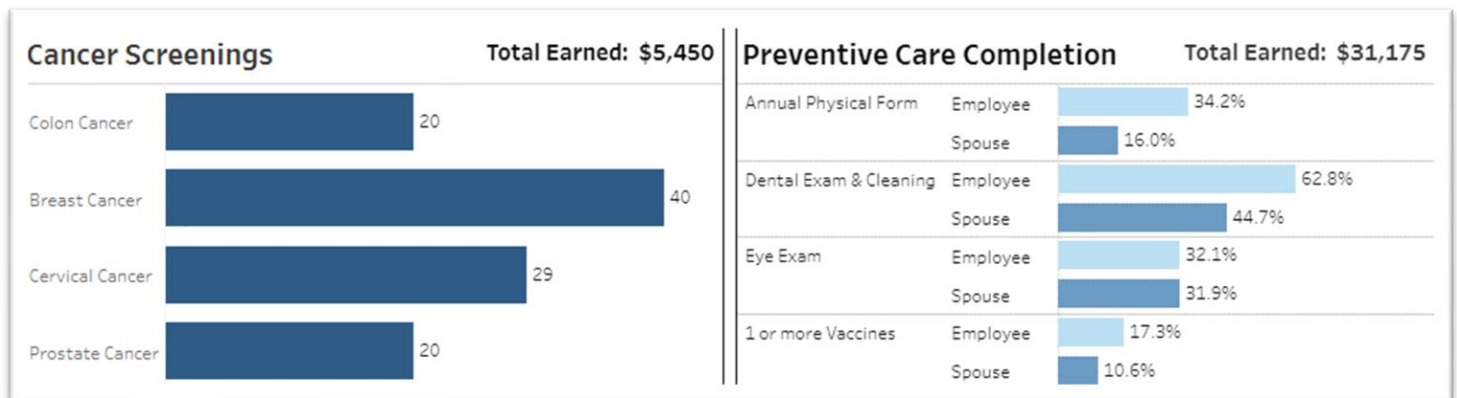 Cancer Screenings Total Earned: $5,450
Colon Cancer 20
Breast Cancer 40
Cervical Cancer 29
Prostate Cancer 20
Preventive Care Completion Total Earned: $31,175
Annual Physical Form Employee 34.2%
Spouse 16.0%
Dental Exam & Cleaning Employee 62.8%
Spouse 44.7%
Eye Exam Employee 32.1%
Spouse 31.9%
1 or more Vaccines Employee 17.3%
Spouse 10.6%